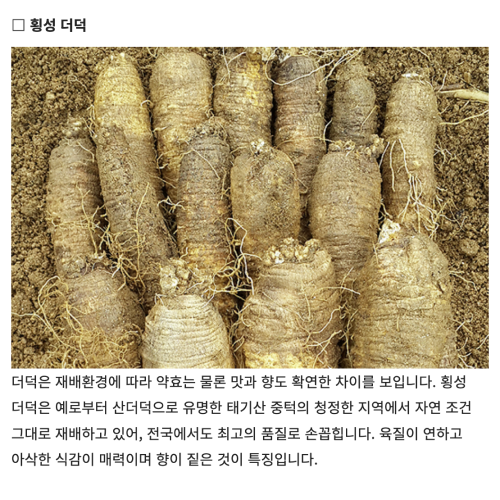 □ 횡성 더덕
더덕은 재배환경에 따라 약효는 물론 맛과 향도 확연한 차이를 보입니다. 횡성
더덕은 예로부터 산더덕으로 유명한 태기산 중턱의 청정한 지역에서 자연 조건
그대로 재배하고 있어, 전국에서도 최고의 품질로 손꼽힙니다. 육질이 연하고
아삭한 식감이 매력이며 향이 짙은 것이 특징입니다.